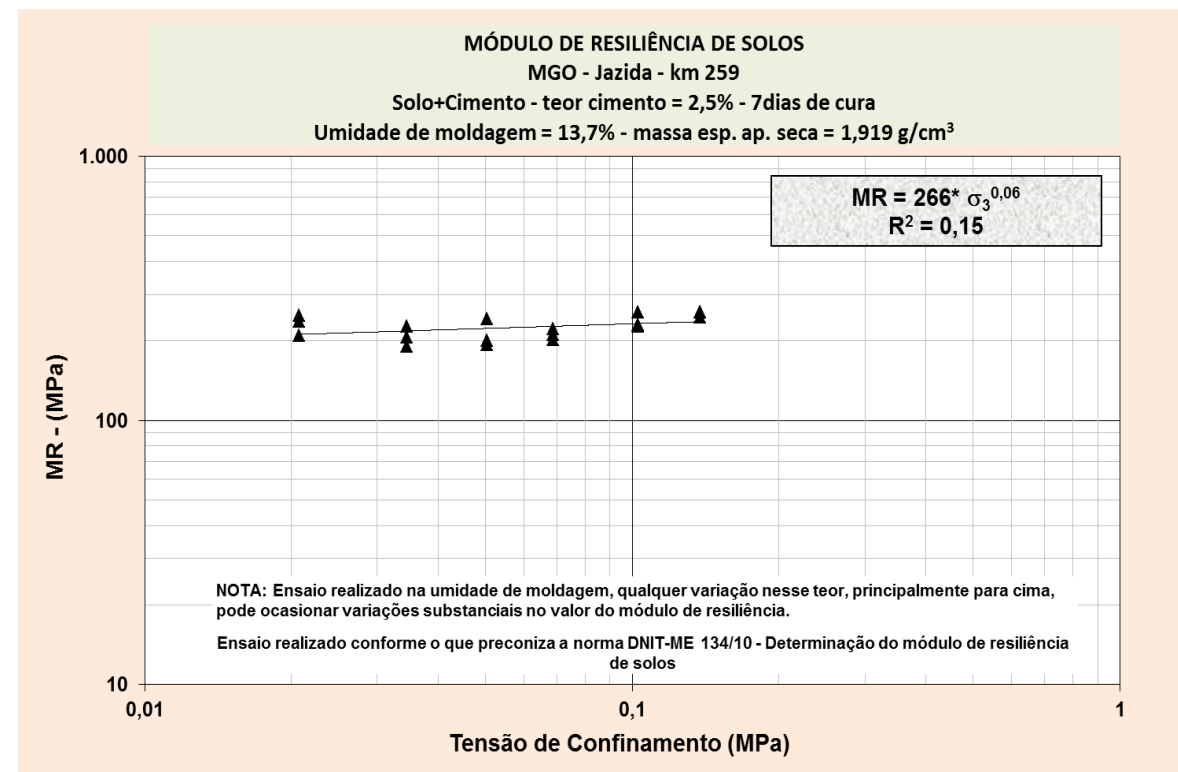 MÓDULO DE RESILIÊNCIA DE SOLOS
MGO - Jazida - km 259
Solo+Cimento - teor cimento = 2,5% - 7dias de cura
Umidade de moldagem = 13,7% - massa esp. ap. seca = 1,919 g/cm³
1.000
MR = 266* σ₃⁰,⁰⁶
R² = 0,15
MR - (MPa)
100
NOTA: Ensaio realizado na umidade de moldagem, qualquer variação nesse teor, principalmente para cima,
pode ocasionar variações substanciais no valor do módulo de resiliência.
Ensaio realizado conforme o que preconiza a norma DNIT-ME 134/10 - Determinação do módulo de resiliência
de solos
10
0,01
0,1
1
Tensão de Confinamento (MPa)